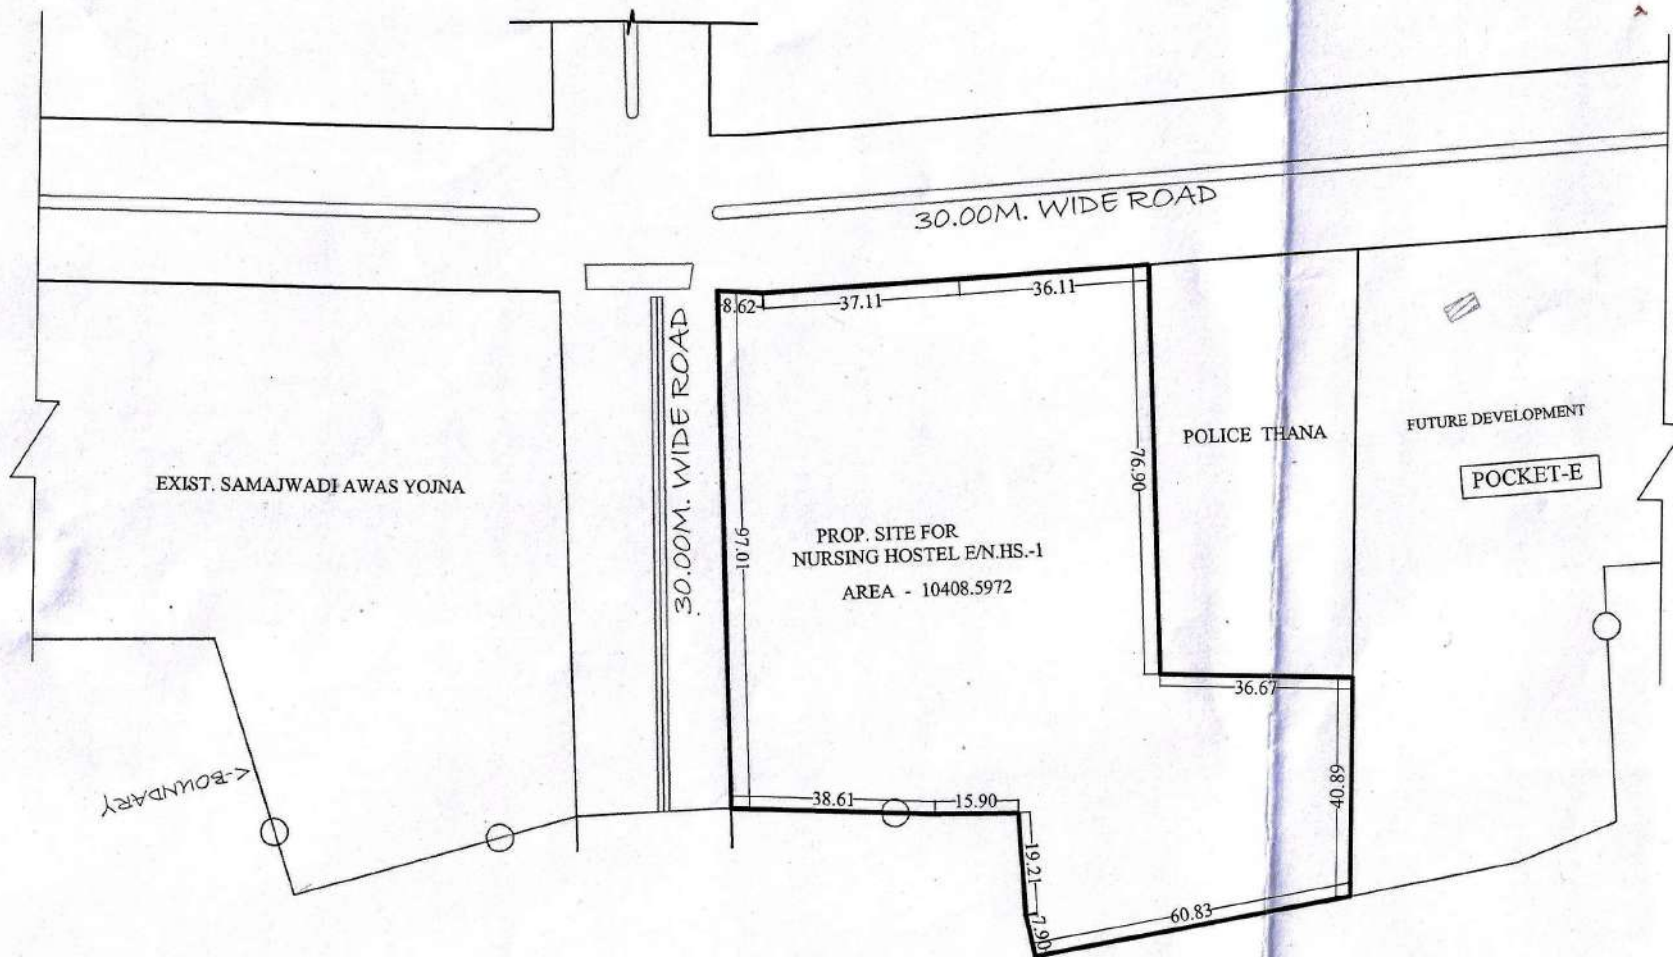 30.00M. WIDE ROAD
8.62
37.11
36.11
30.00M. WIDE ROAD
EXIST. SAMAJWADI AWAS YOJNA
97.01
PROP. SITE FOR
NURSING HOSTEL E/N.HS.-1
AREA - 10408.5972
76.90
POLICE THANA
FUTURE DEVELOPMENT
POCKET-E
36.67
<-BOUNDARY
38.61
15.90
40.89
19.21
7.90
60.83